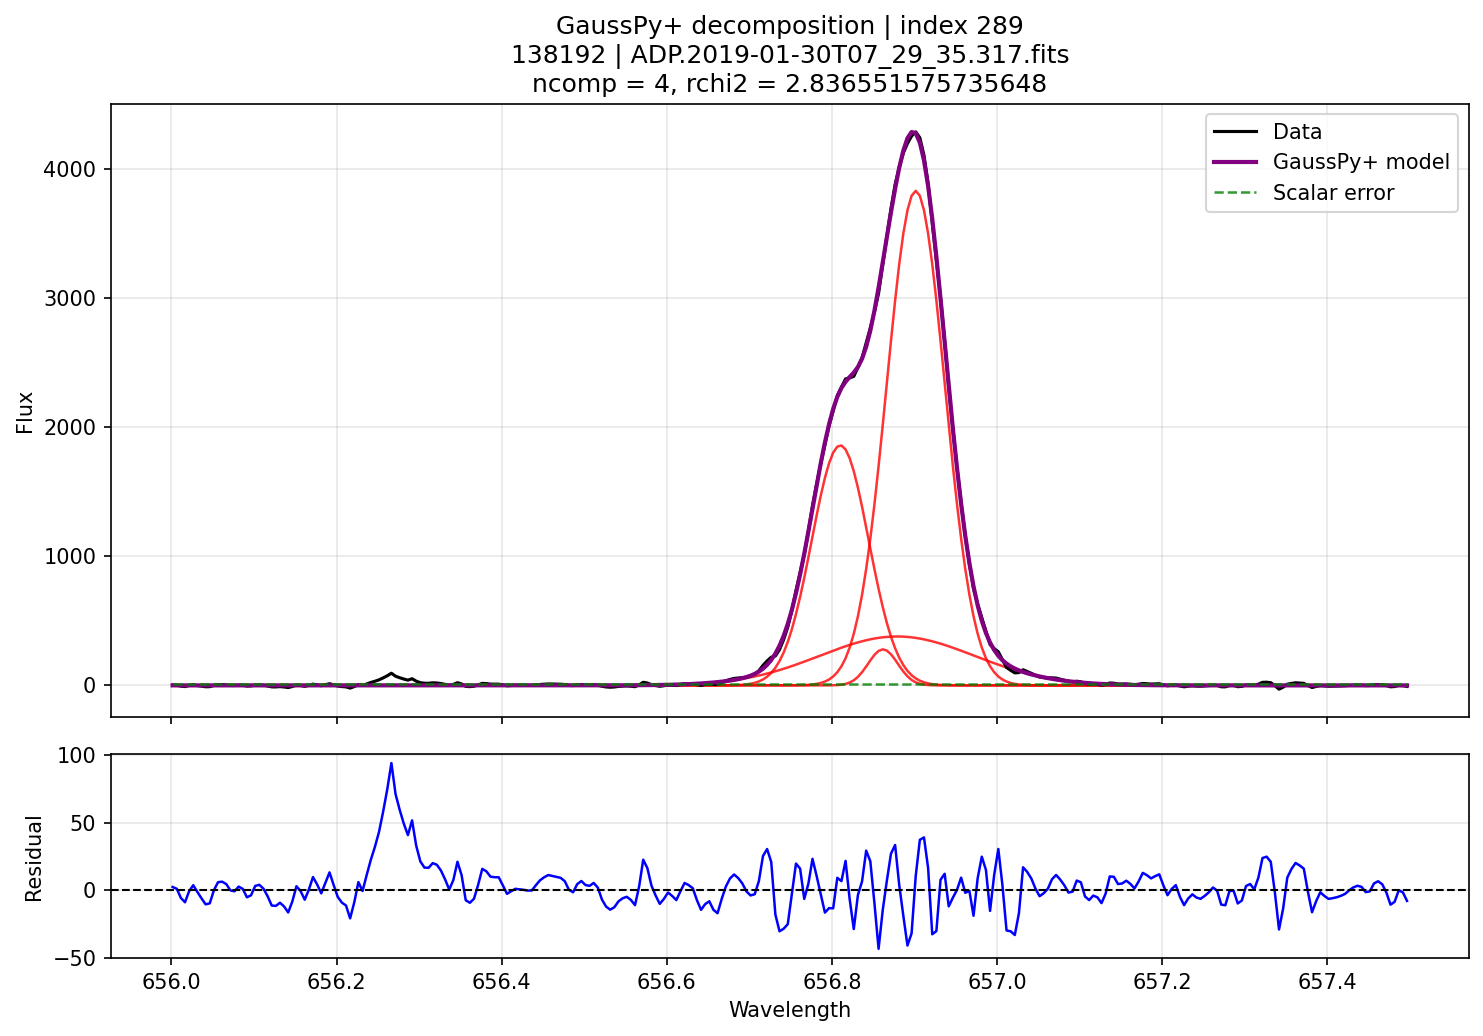 GaussPy+ decomposition | index 289
138192 | ADP.2019-01-30T07_29_35.317.fits
ncomp = 4, rchi2 = 2.836551575735648
Data
GaussPy+ model
Scalar error
4000
3000
2000
1000
0
Flux
100
50
0
−50
Residual
656.0 656.2 656.4 656.6 656.8 657.0 657.2 657.4
Wavelength